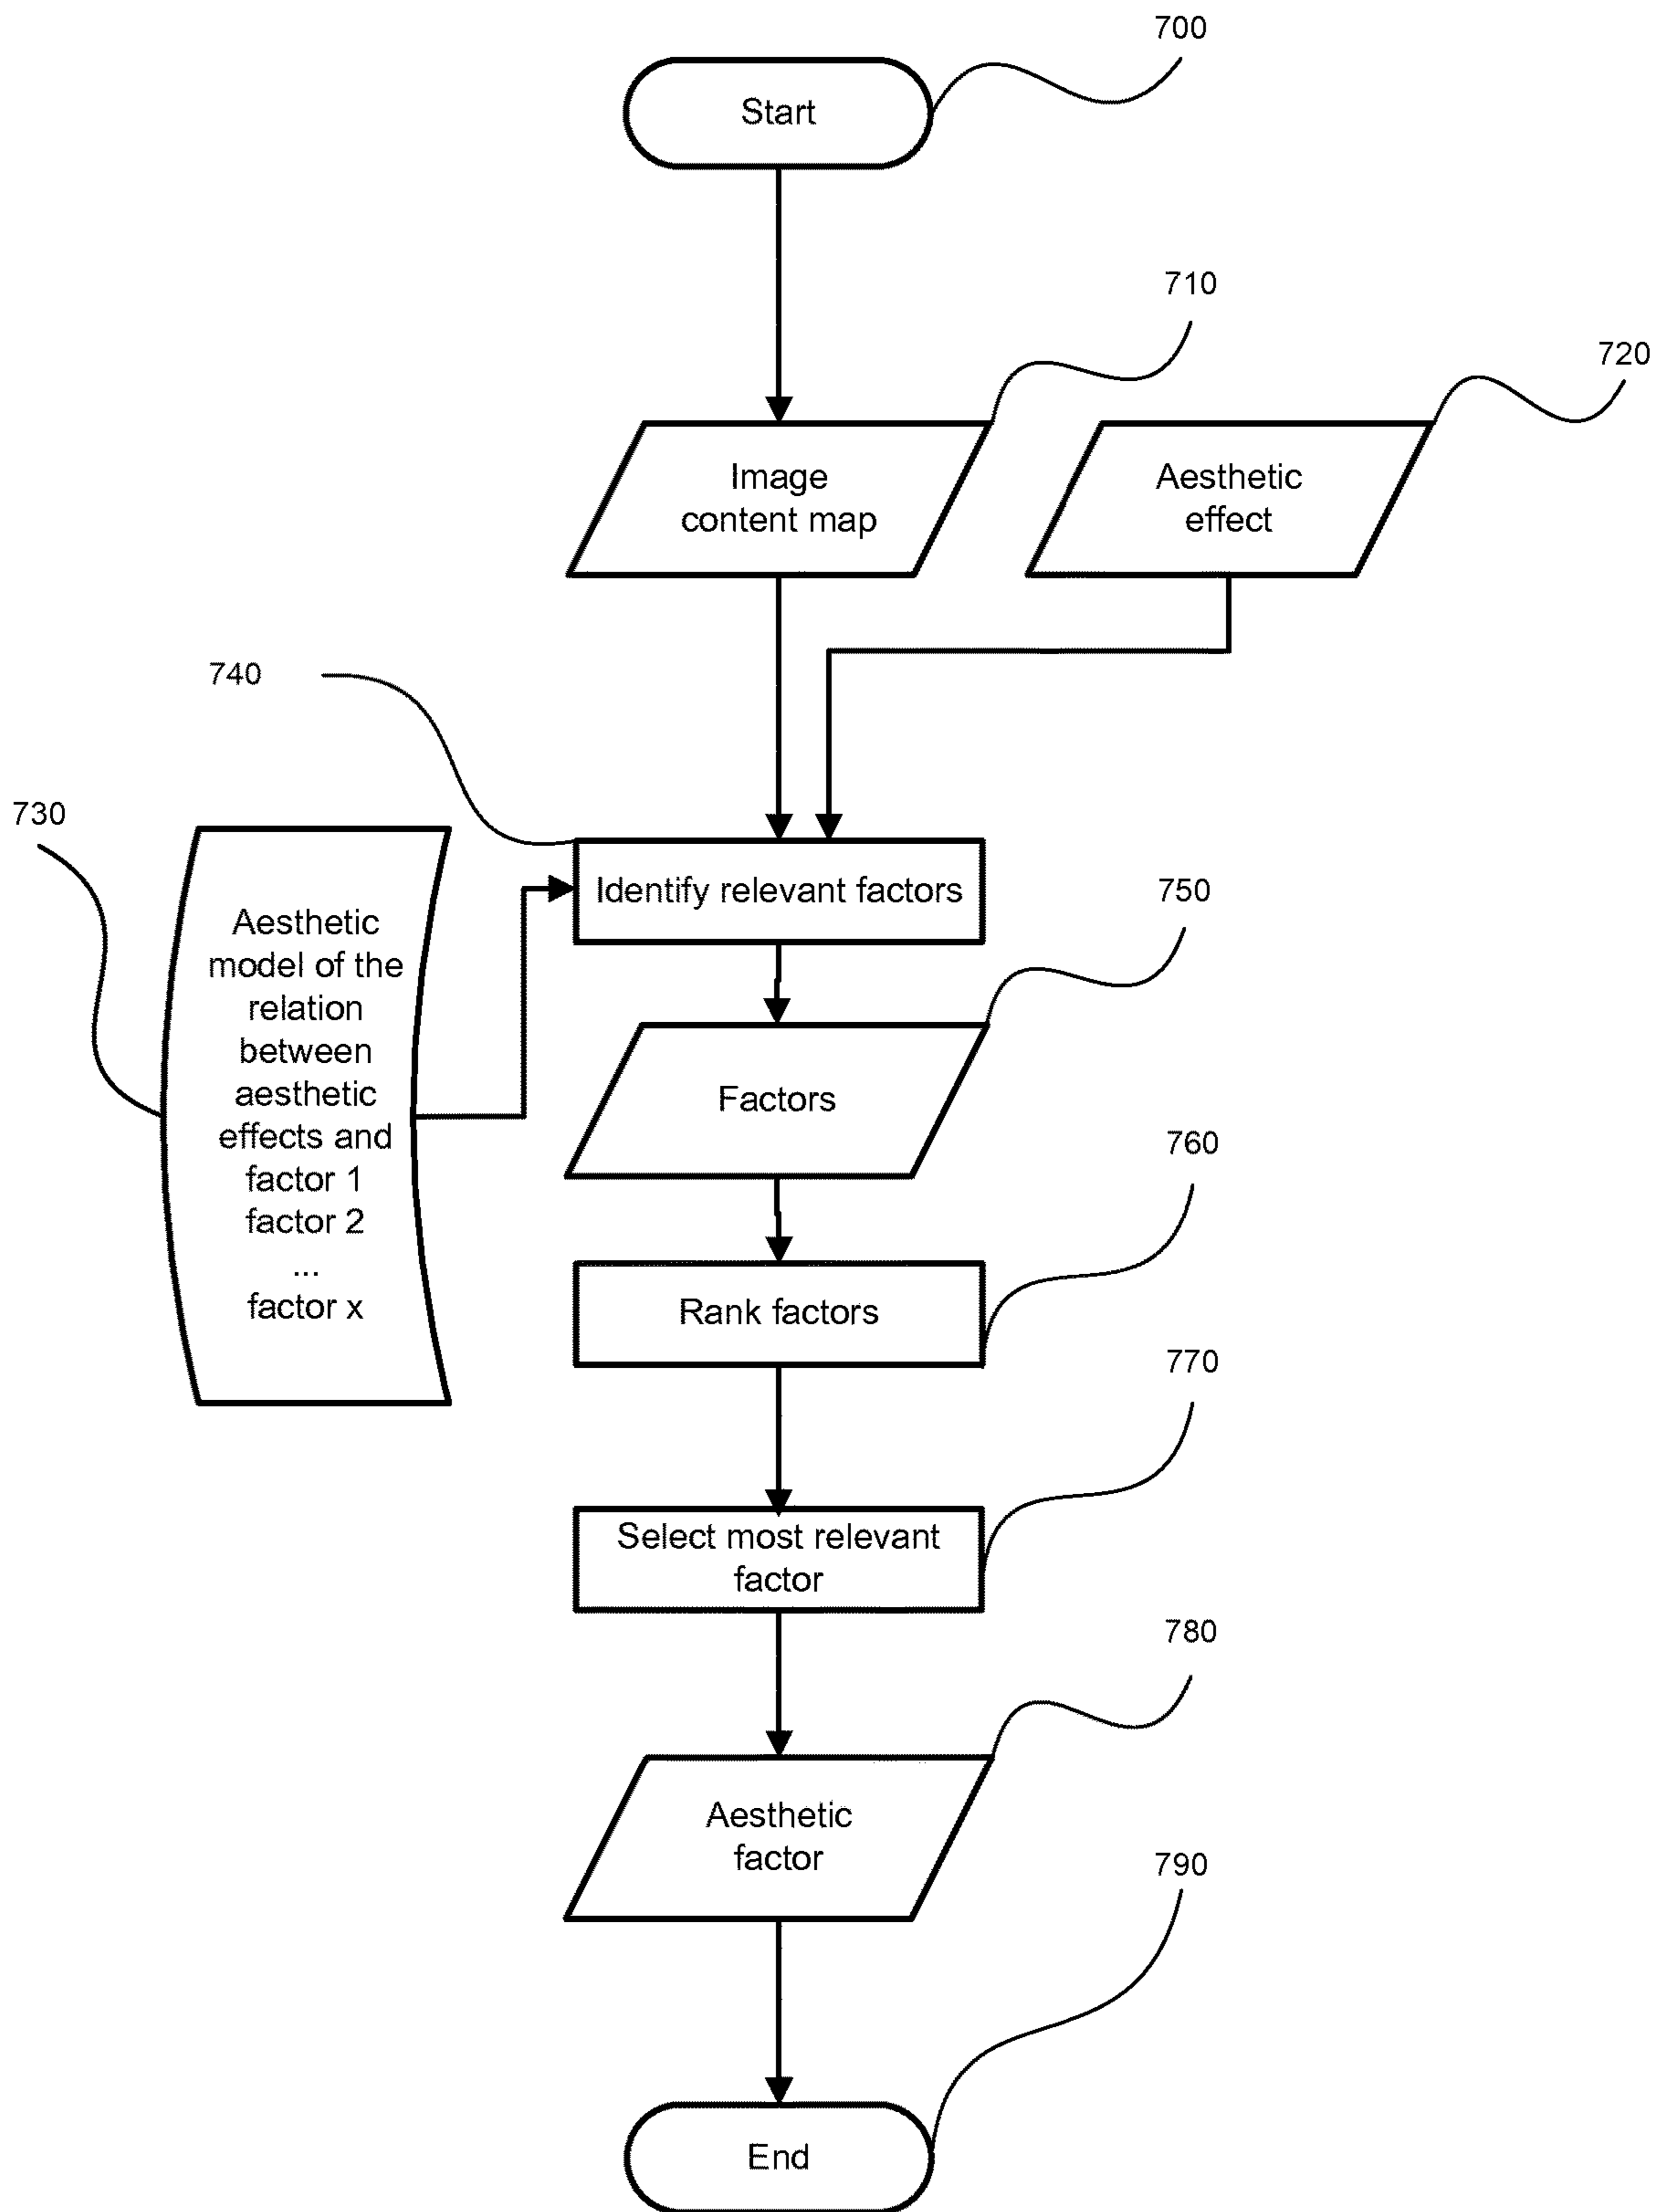 700
Start
710
720
Image
content map
Aesthetic
effect
740
730
Identify relevant factors
750
Aesthetic
model of the
relation
between
aesthetic
effects and
factor 1
factor 2
...
factor x
Factors
760
Rank factors
770
Select most relevant
factor
780
Aesthetic
factor
790
End